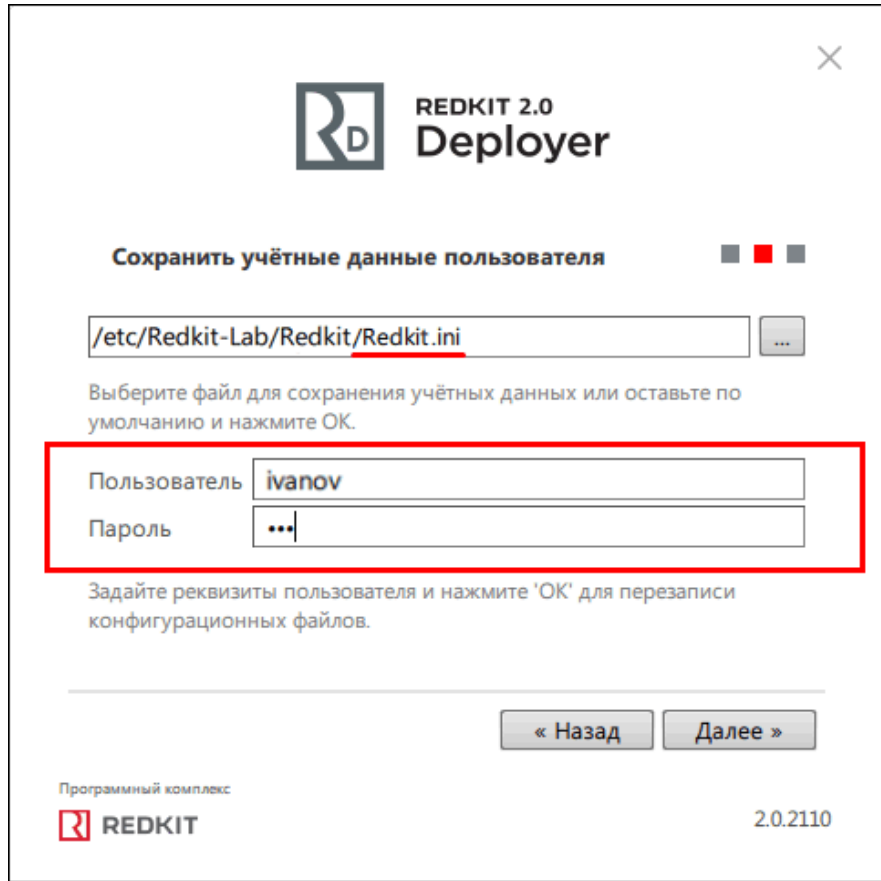 REDKIT 2.0
Deployer
Сохранить учётные данные пользователя
/etc/Redkit-Lab/Redkit/Redkit.ini
...
Выберите файл для сохранения учётных данных или оставьте по
умолчанию и нажмите ОК.
Пользователь ivanov
Пароль •••
Задайте реквизиты пользователя и нажмите 'ОК' для перезаписи
конфигурационных файлов.
« Назад Далее »
Программный комплекс
REDKIT 2.0.2110